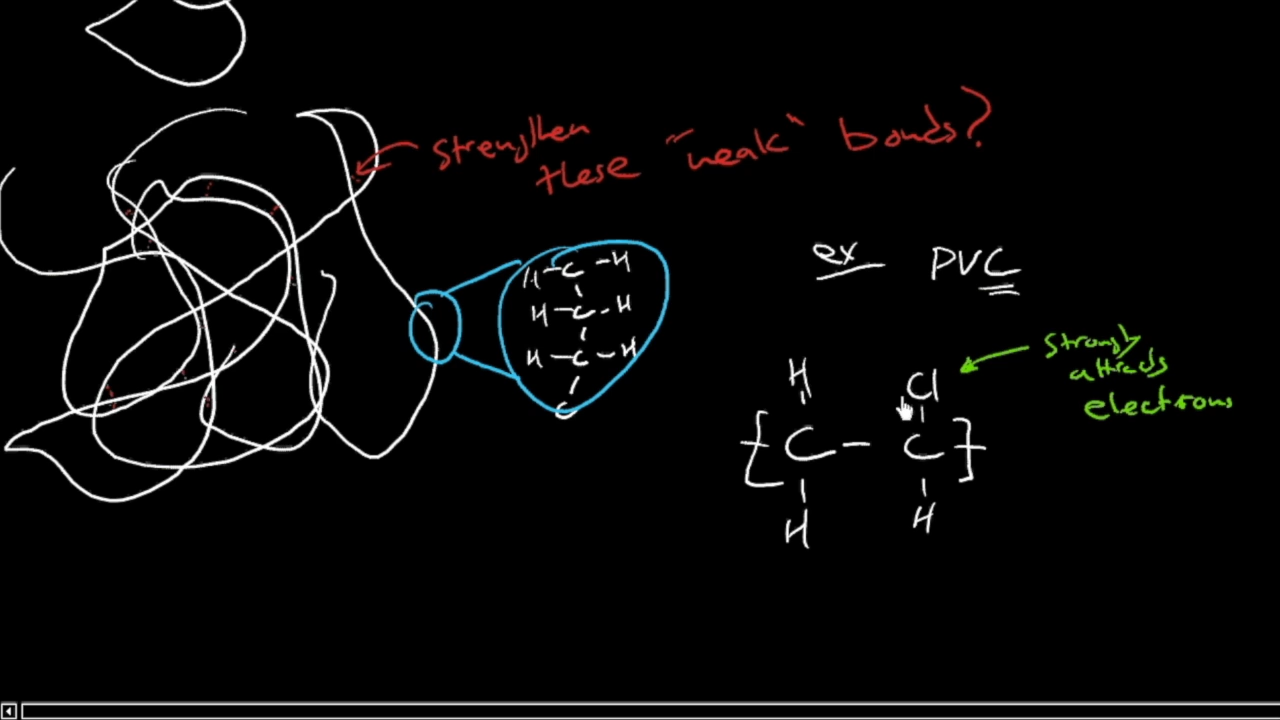 strengthen
these "weak" bonds?
ex PVC
H-C-H
H-C-H
H-C-H
C
strongly
attracts
electrons
H Cl
[C-C]
H H